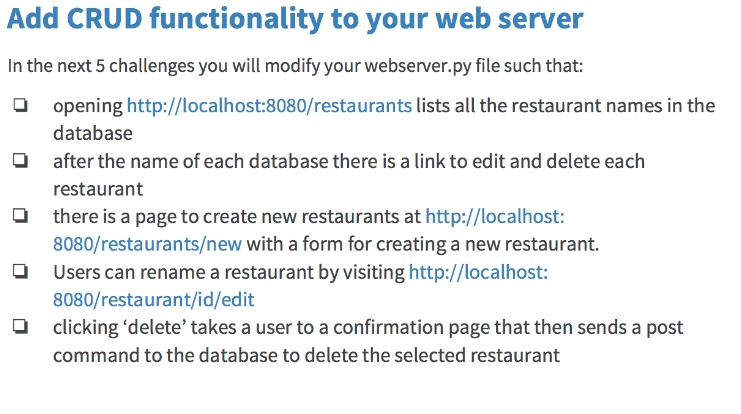 Add CRUD functionality to your web server
In the next 5 challenges you will modify your webserver.py file such that:
opening http://localhost:8080/restaurants lists all the restaurant names in the
database
after the name of each database there is a link to edit and delete each
restaurant
there is a page to create new restaurants at http://localhost:
8080/restaurants/new with a form for creating a new restaurant.
Users can rename a restaurant by visiting http://localhost:
8080/restaurant/id/edit
clicking ‘delete’ takes a user to a confirmation page that then sends a post
command to the database to delete the selected restaurant